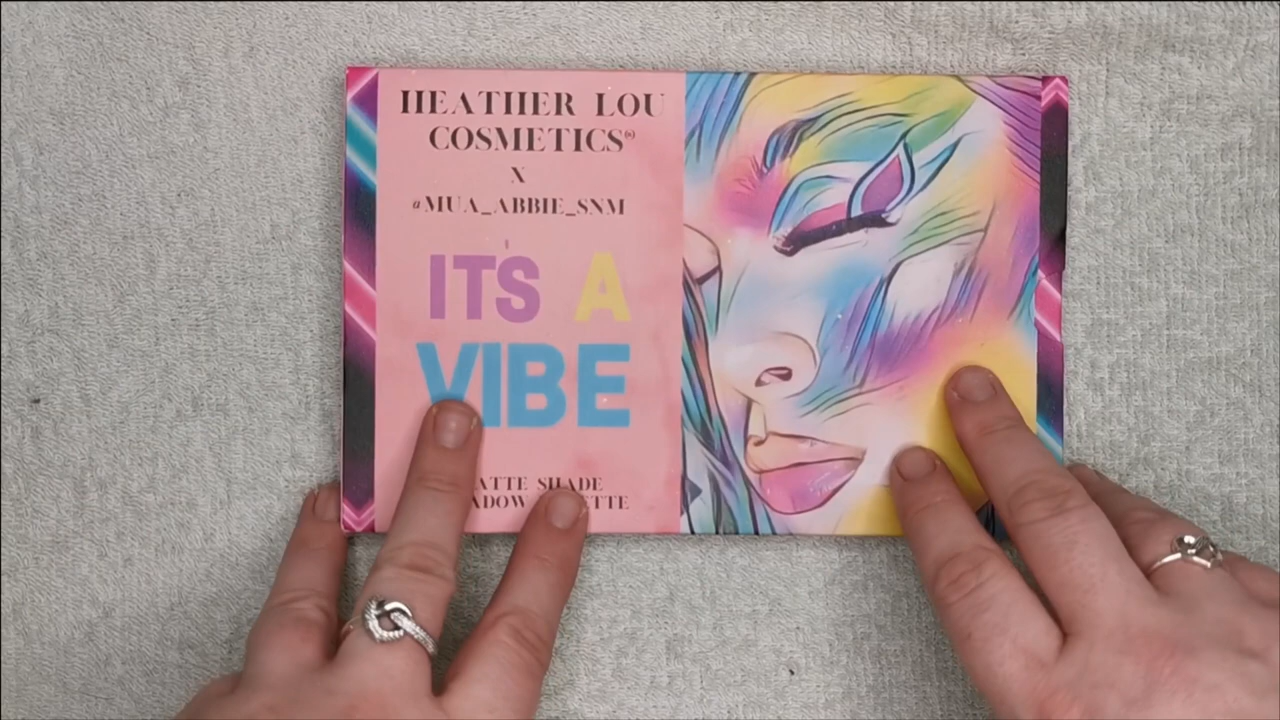 HEATHER LOU
COSMETICS®
X
@MUA_ABBIE_SNM
ITS A
VIBE
SHADE